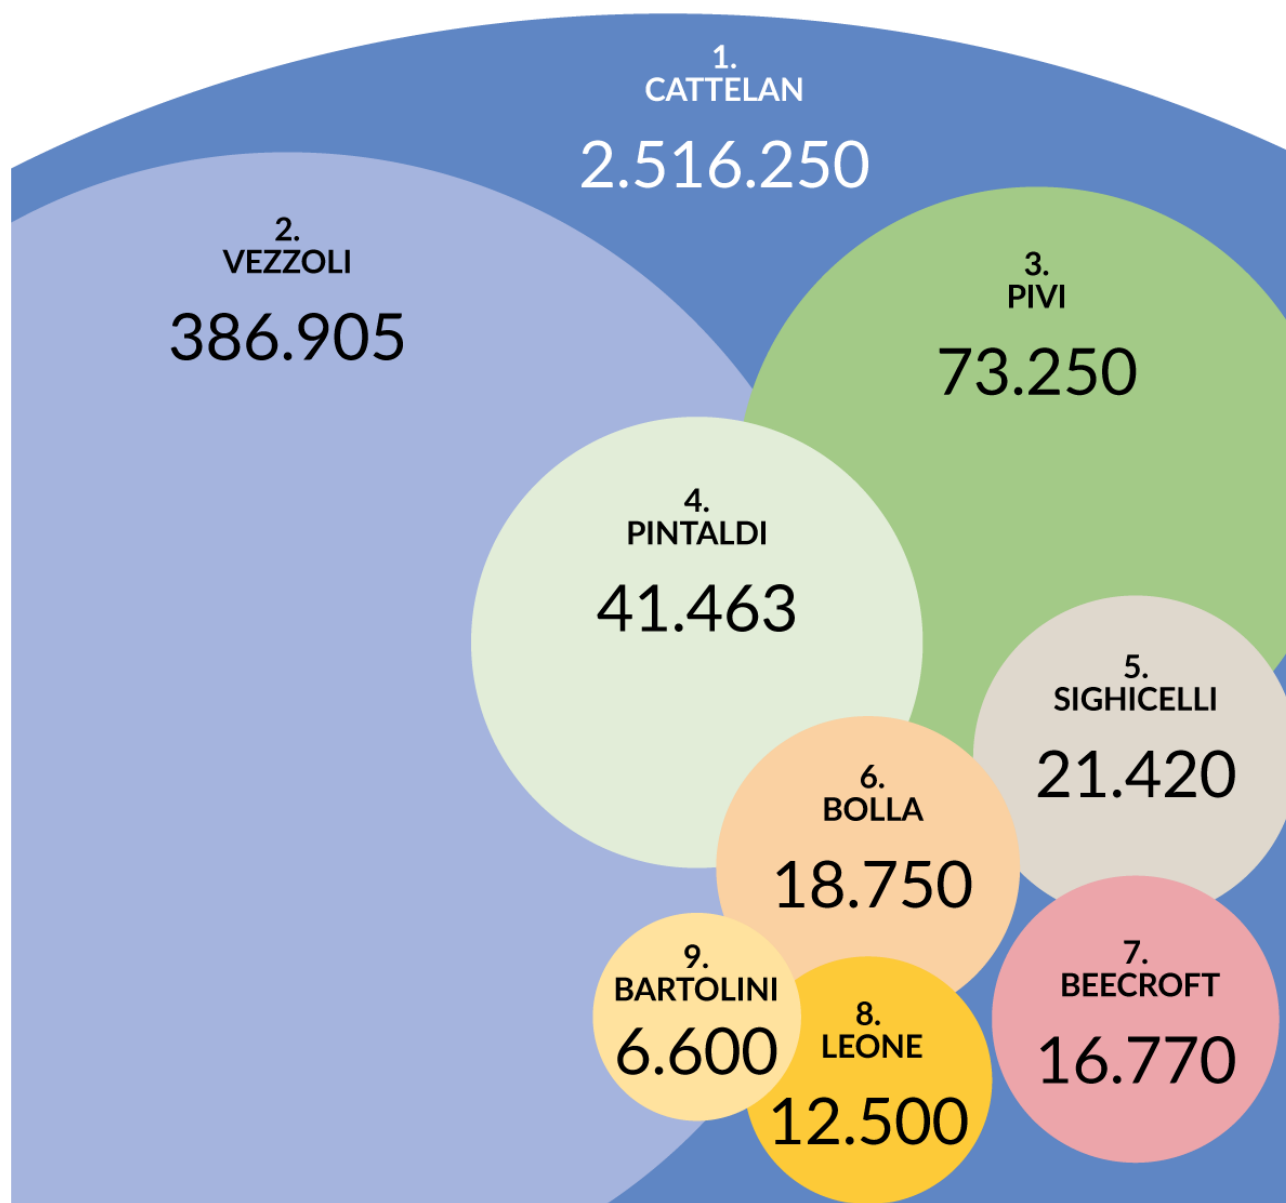 1.
CATTELAN
2.516.250
2.
VEZZOLI
386.905
3.
PIVI
73.250
4.
PINTALDI
41.463
5.
SIGHICELLI
21.420
6.
BOLLA
18.750
7.
BEECROFT
16.770
8.
LEONE
12.500
9.
BARTOLINI
6.600